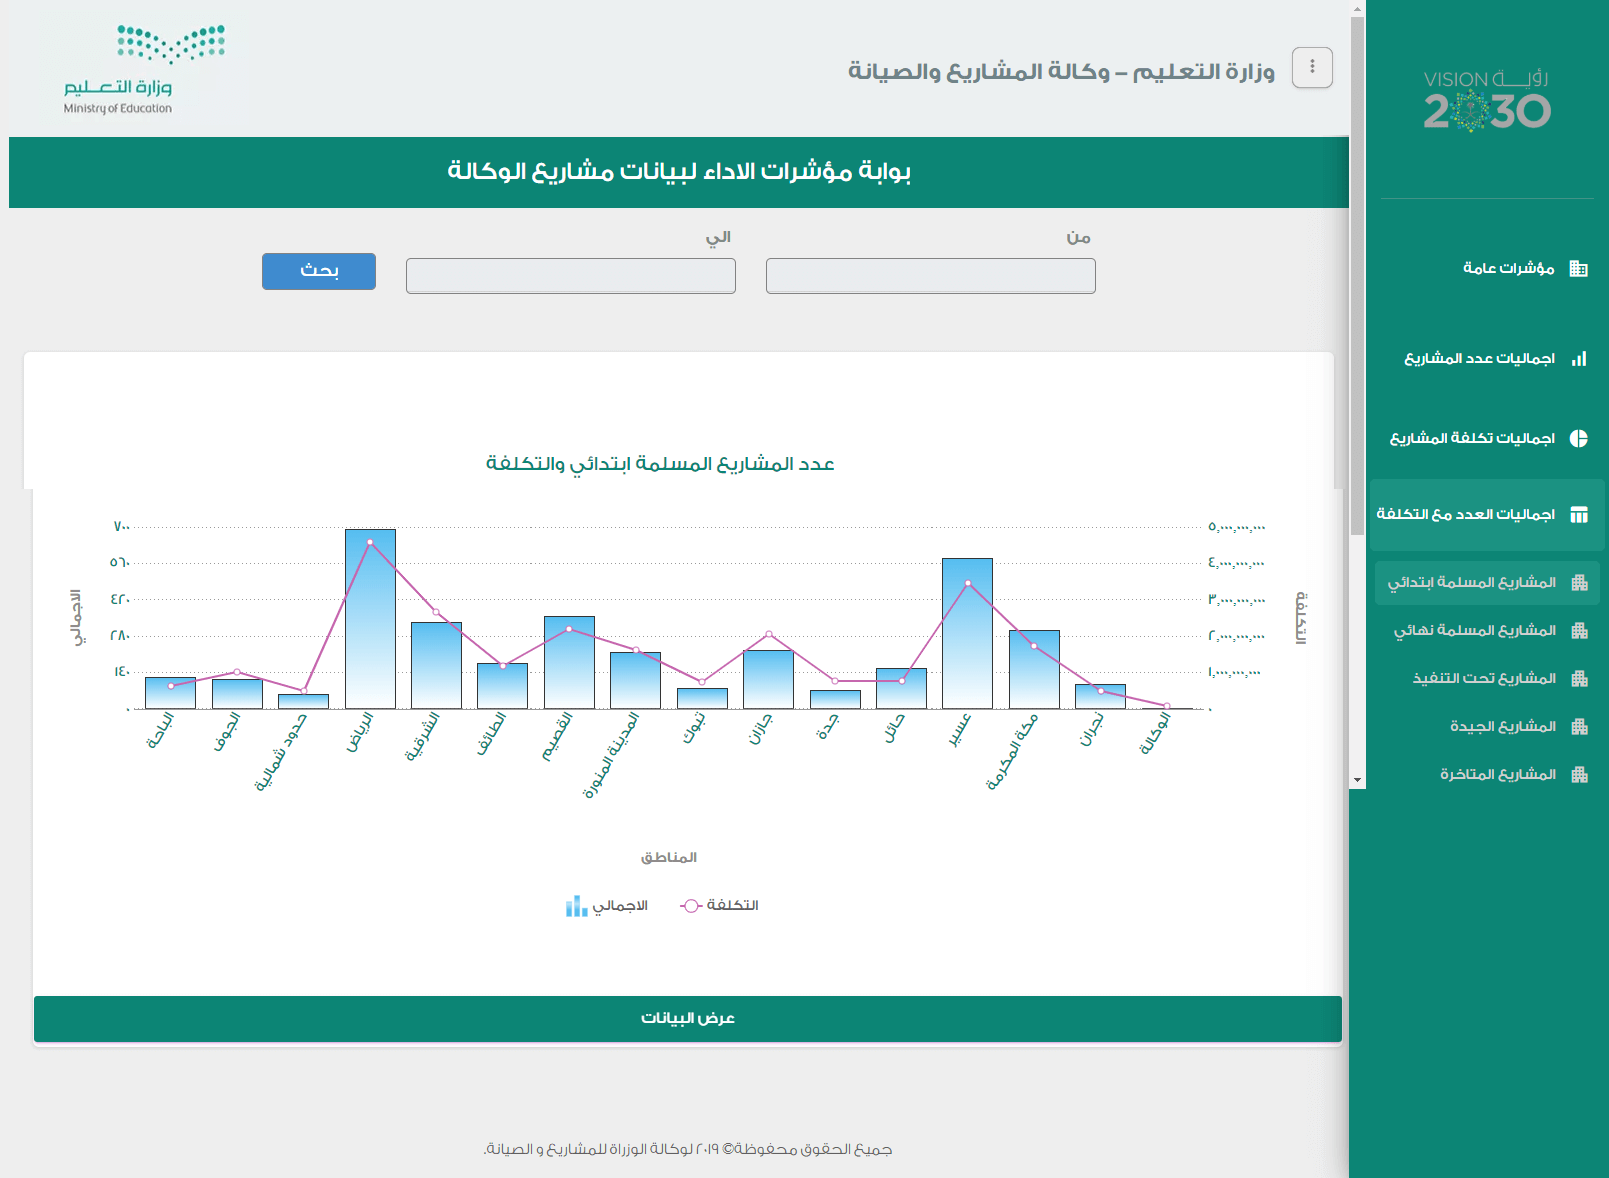 VISION رؤيــــة
2030
مؤشرات عامة
اجماليات عدد المشاريع
اجماليات تكلفة المشاريع
اجماليات العدد مع التكلفة
المشاريع المسلمة ابتدائي
المشاريع المسلمة نهائي
المشاريع تحت التنفيذ
المشاريع الجيدة
المشاريع المتاخرة
وزارة التعليم – وكالة المشاريع والصيانة
وزارة التعـــليم
Ministry of Education
بوابة مؤشرات الاداء لبيانات مشاريع الوكالة
من
الي
بحث
عدد المشاريع المسلمة ابتدائي والتكلفة
٧٠٠
٥٦٠
٤٢٠
٢٨٠
١٤٠
٠
الاجمالي
٥,٠٠٠,٠٠٠,٠٠٠
٤,٠٠٠,٠٠٠,٠٠٠
٣,٠٠٠,٠٠٠,٠٠٠
٢,٠٠٠,٠٠٠,٠٠٠
١,٠٠٠,٠٠٠,٠٠٠
٠
التكلفة
الباحة
الجوف
حدود شمالية
الرياض
الشرقية
الطائف
القصيم
المدينة المنورة
تبوك
جازان
جدة
حائل
عسير
مكة المكرمة
نجران
الوكالة
المناطق
التكلفة
الاجمالي
عرض البيانات
جميع الحقوق محفوظة© ٢٠١٩ لوكالة الوزراة للمشاريع و الصيانة.